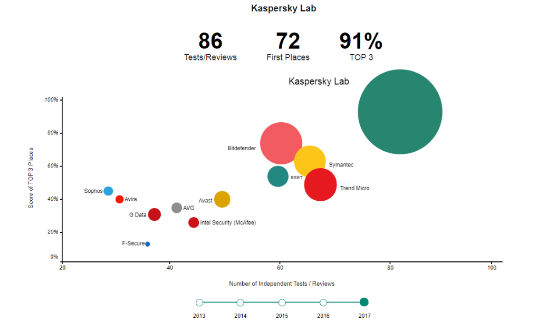 Kaspersky Lab
86 72 91%
Tests/Reviews First Places TOP 3
Kaspersky Lab
100%
80%
Bitdefender
Symantec
60%
ESET
Trend Micro
Sophos
40%
Avira
Avast
AVG
G Data
Intel Security (McAfee)
20%
F-Secure
0%
Score of TOP 3 Places
20 40 60 80 100
Number of Independent Tests / Reviews
2013 2014 2015 2016 2017